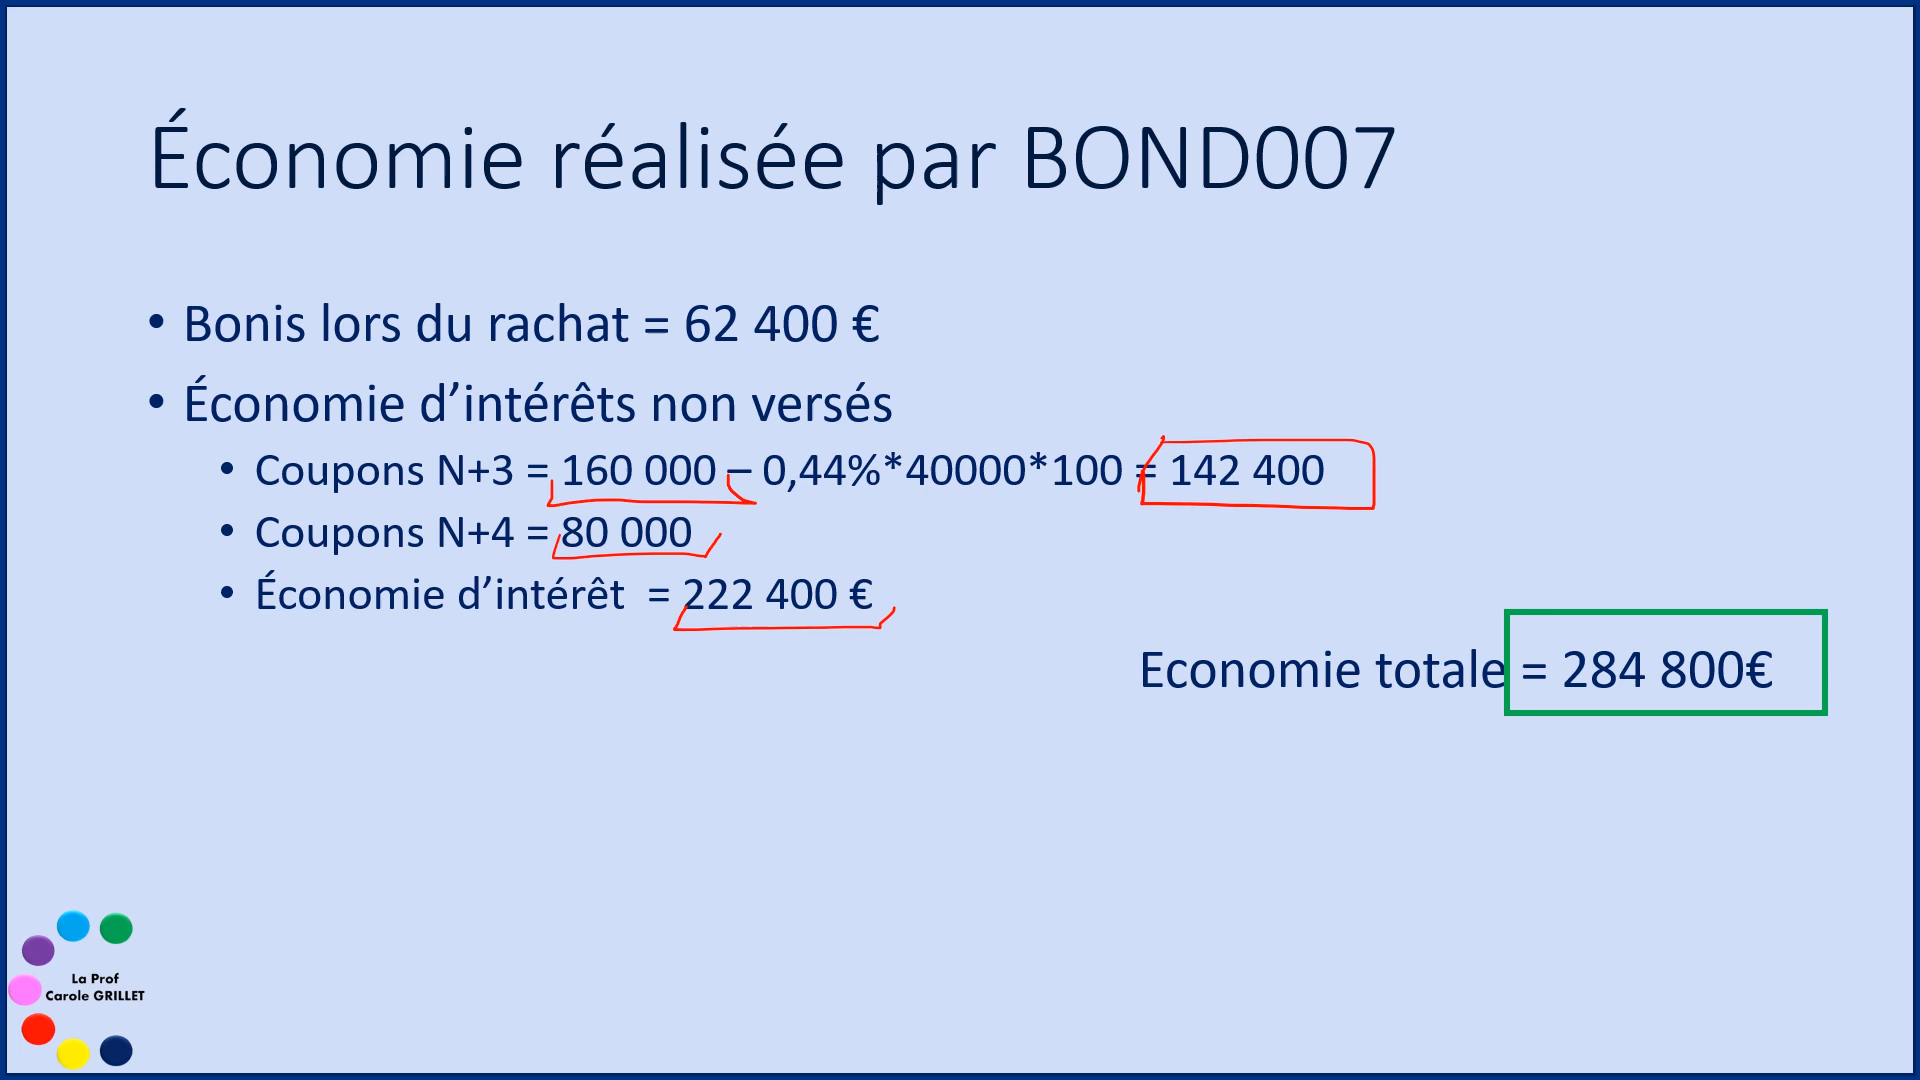 Économie réalisée par BOND007
• Bonis lors du rachat = 62 400 €
• Économie d’intérêts non versés
• Coupons N+3 = 160 000 – 0,44%*40000*100 = 142 400
• Coupons N+4 = 80 000
• Économie d’intérêt  = 222 400 €
Economie totale = 284 800€
La Prof
Carole GRILLET